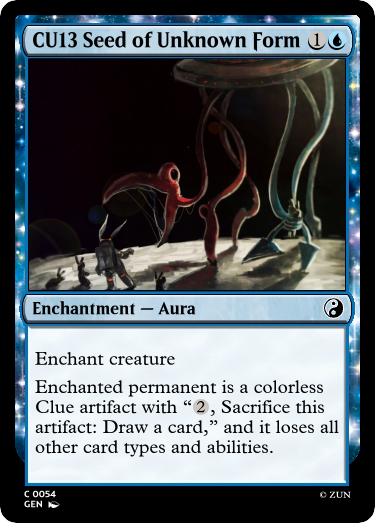 CU13 Seed of Unknown Form 1
Enchantment — Aura
Enchant creature
Enchanted permanent is a colorless
Clue artifact with “2, Sacrifice this
artifact: Draw a card,” and it loses all
other card types and abilities.
C 0054
GEN
© ZUN